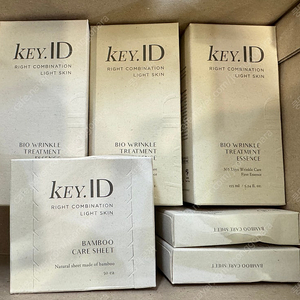 KEY.ID
RIGHT COMBINATION
LIGHT SKIN
BIO WRINKLE
TREATMENT
ESSENCE
KEY.ID
RIGHT COMBINATION
LIGHT SKIN
BIO WRINKLE
TREATMENT
ESSENCE
KEY.ID
RIGHT COMBINATION
LIGHT SKIN
BIO WRINKLE
TREATMENT
ESSENCE
KEY.ID
RIGHT COMBINATION
LIGHT SKIN
BAMBOO
CARE SHEET
Natural sheet made of bamboo
BAMBOO CARE SHEET
BAMBOO CARE SHEET